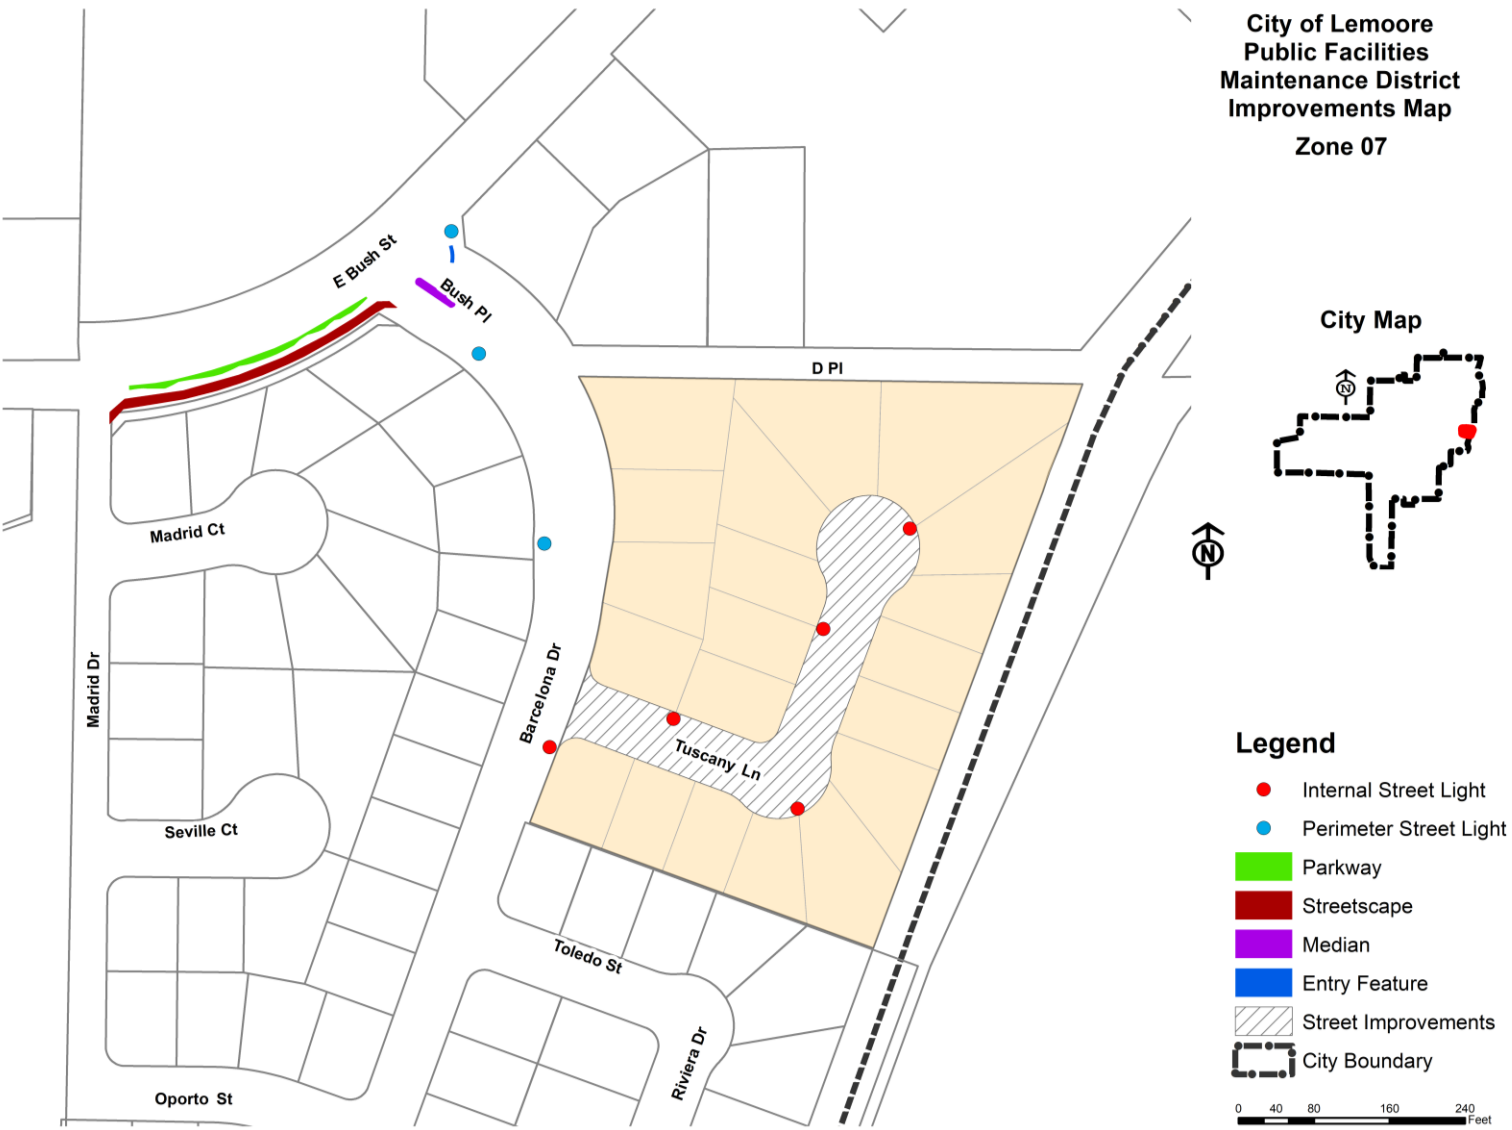 City of Lemoore
Public Facilities
Maintenance District
Improvements Map
Zone 07
E Bush St
Bush Pl
D Pl
City Map
N
Madrid Ct
N
Madrid Dr
Barcelona Dr
Tuscany Ln
Seville Ct
Toledo St
Riviera Dr
Oporto St
Legend
Internal Street Light
Perimeter Street Light
Parkway
Streetscape
Median
Entry Feature
Street Improvements
City Boundary
0 40 80 160 240
Feet